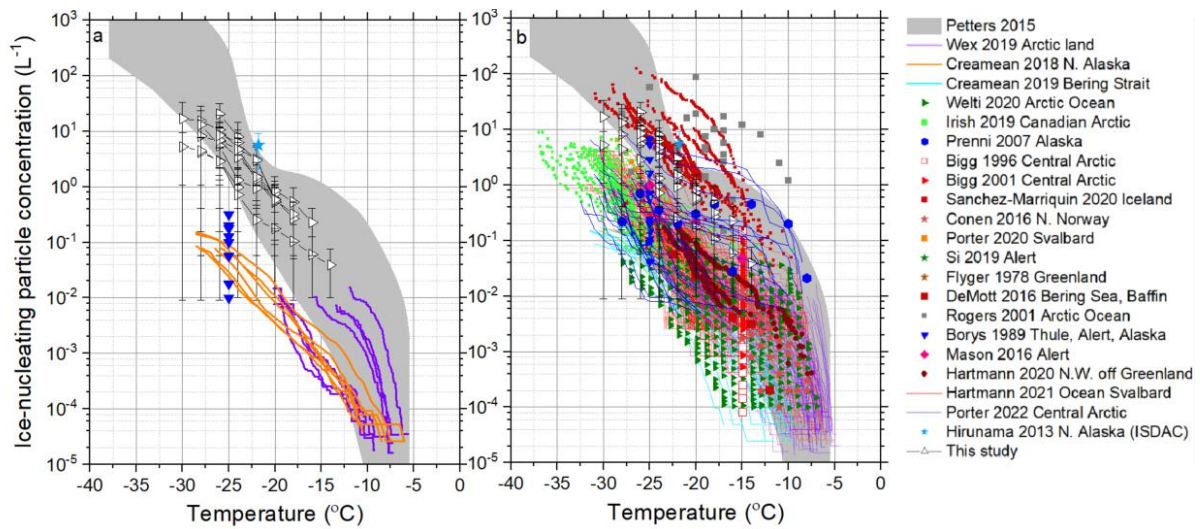 a
Ice-nucleating particle concentration (L⁻¹)
10³
10²
10¹
10⁰
10⁻¹
10⁻²
10⁻³
10⁻⁴
10⁻⁵
-40 -35 -30 -25 -20 -15 -10 -5 0
Temperature (°C)
b
10³
10²
10¹
10⁰
10⁻¹
10⁻²
10⁻³
10⁻⁴
10⁻⁵
-40 -35 -30 -25 -20 -15 -10 -5 0
Temperature (°C)
Petters 2015
Wex 2019 Arctic land
Creamean 2018 N. Alaska
Creamean 2019 Bering Strait
Welti 2020 Arctic Ocean
Irish 2019 Canadian Arctic
Prenni 2007 Alaska
Bigg 1996 Central Arctic
Bigg 2001 Central Arctic
Sanchez-Marriquin 2020 Iceland
Conen 2016 N. Norway
Porter 2020 Svalbard
Si 2019 Alert
Flyger 1978 Greenland
DeMott 2016 Bering Sea, Baffin
Rogers 2001 Arctic Ocean
Borys 1989 Thule, Alert, Alaska
Mason 2016 Alert
Hartmann 2020 N.W. off Greenland
Hartmann 2021 Ocean Svalbard
Porter 2022 Central Arctic
Hirunama 2013 N. Alaska (ISDAC)
This study